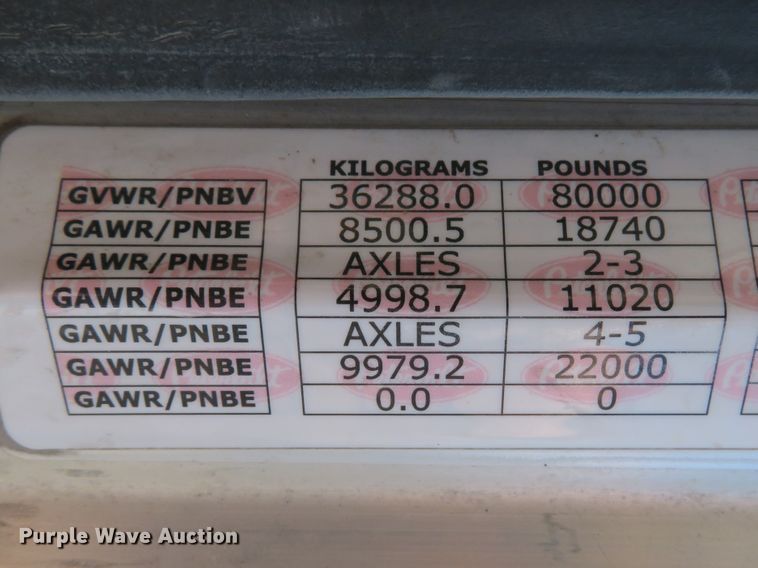 KILOGRAMS POUNDS
GVWR/PNBV 36288.0 80000
GAWR/PNBE 8500.5 18740
GAWR/PNBE AXLES 2-3
GAWR/PNBE 4998.7 11020
GAWR/PNBE AXLES 4-5
GAWR/PNBE 9979.2 22000
GAWR/PNBE 0.0 0
Purple Wave Auction